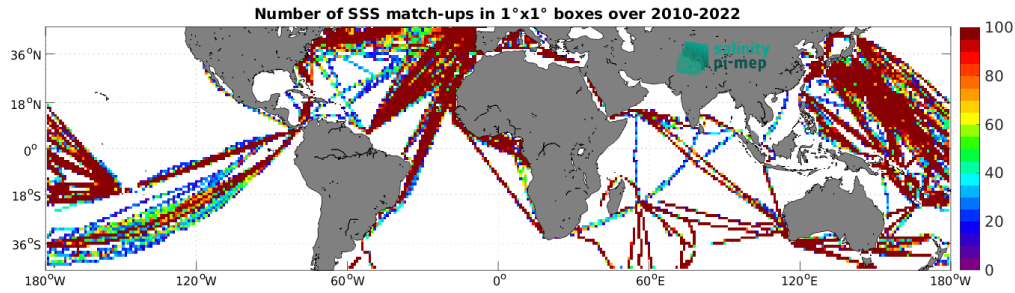 Number of SSS match-ups in 1°x1° boxes over 2010-2022
salinity
pi-mep
36°N
18°N
0°
18°S
36°S
180°W
120°W
60°W
0°
60°E
120°E
180°W
100
80
60
40
20
0